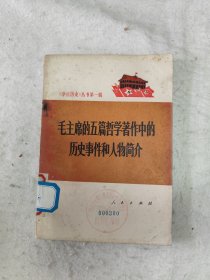 《学点历史》丛书第一辑
毛主席的五篇哲学著作中的
历史事件和人物简介
人民出版社
000200